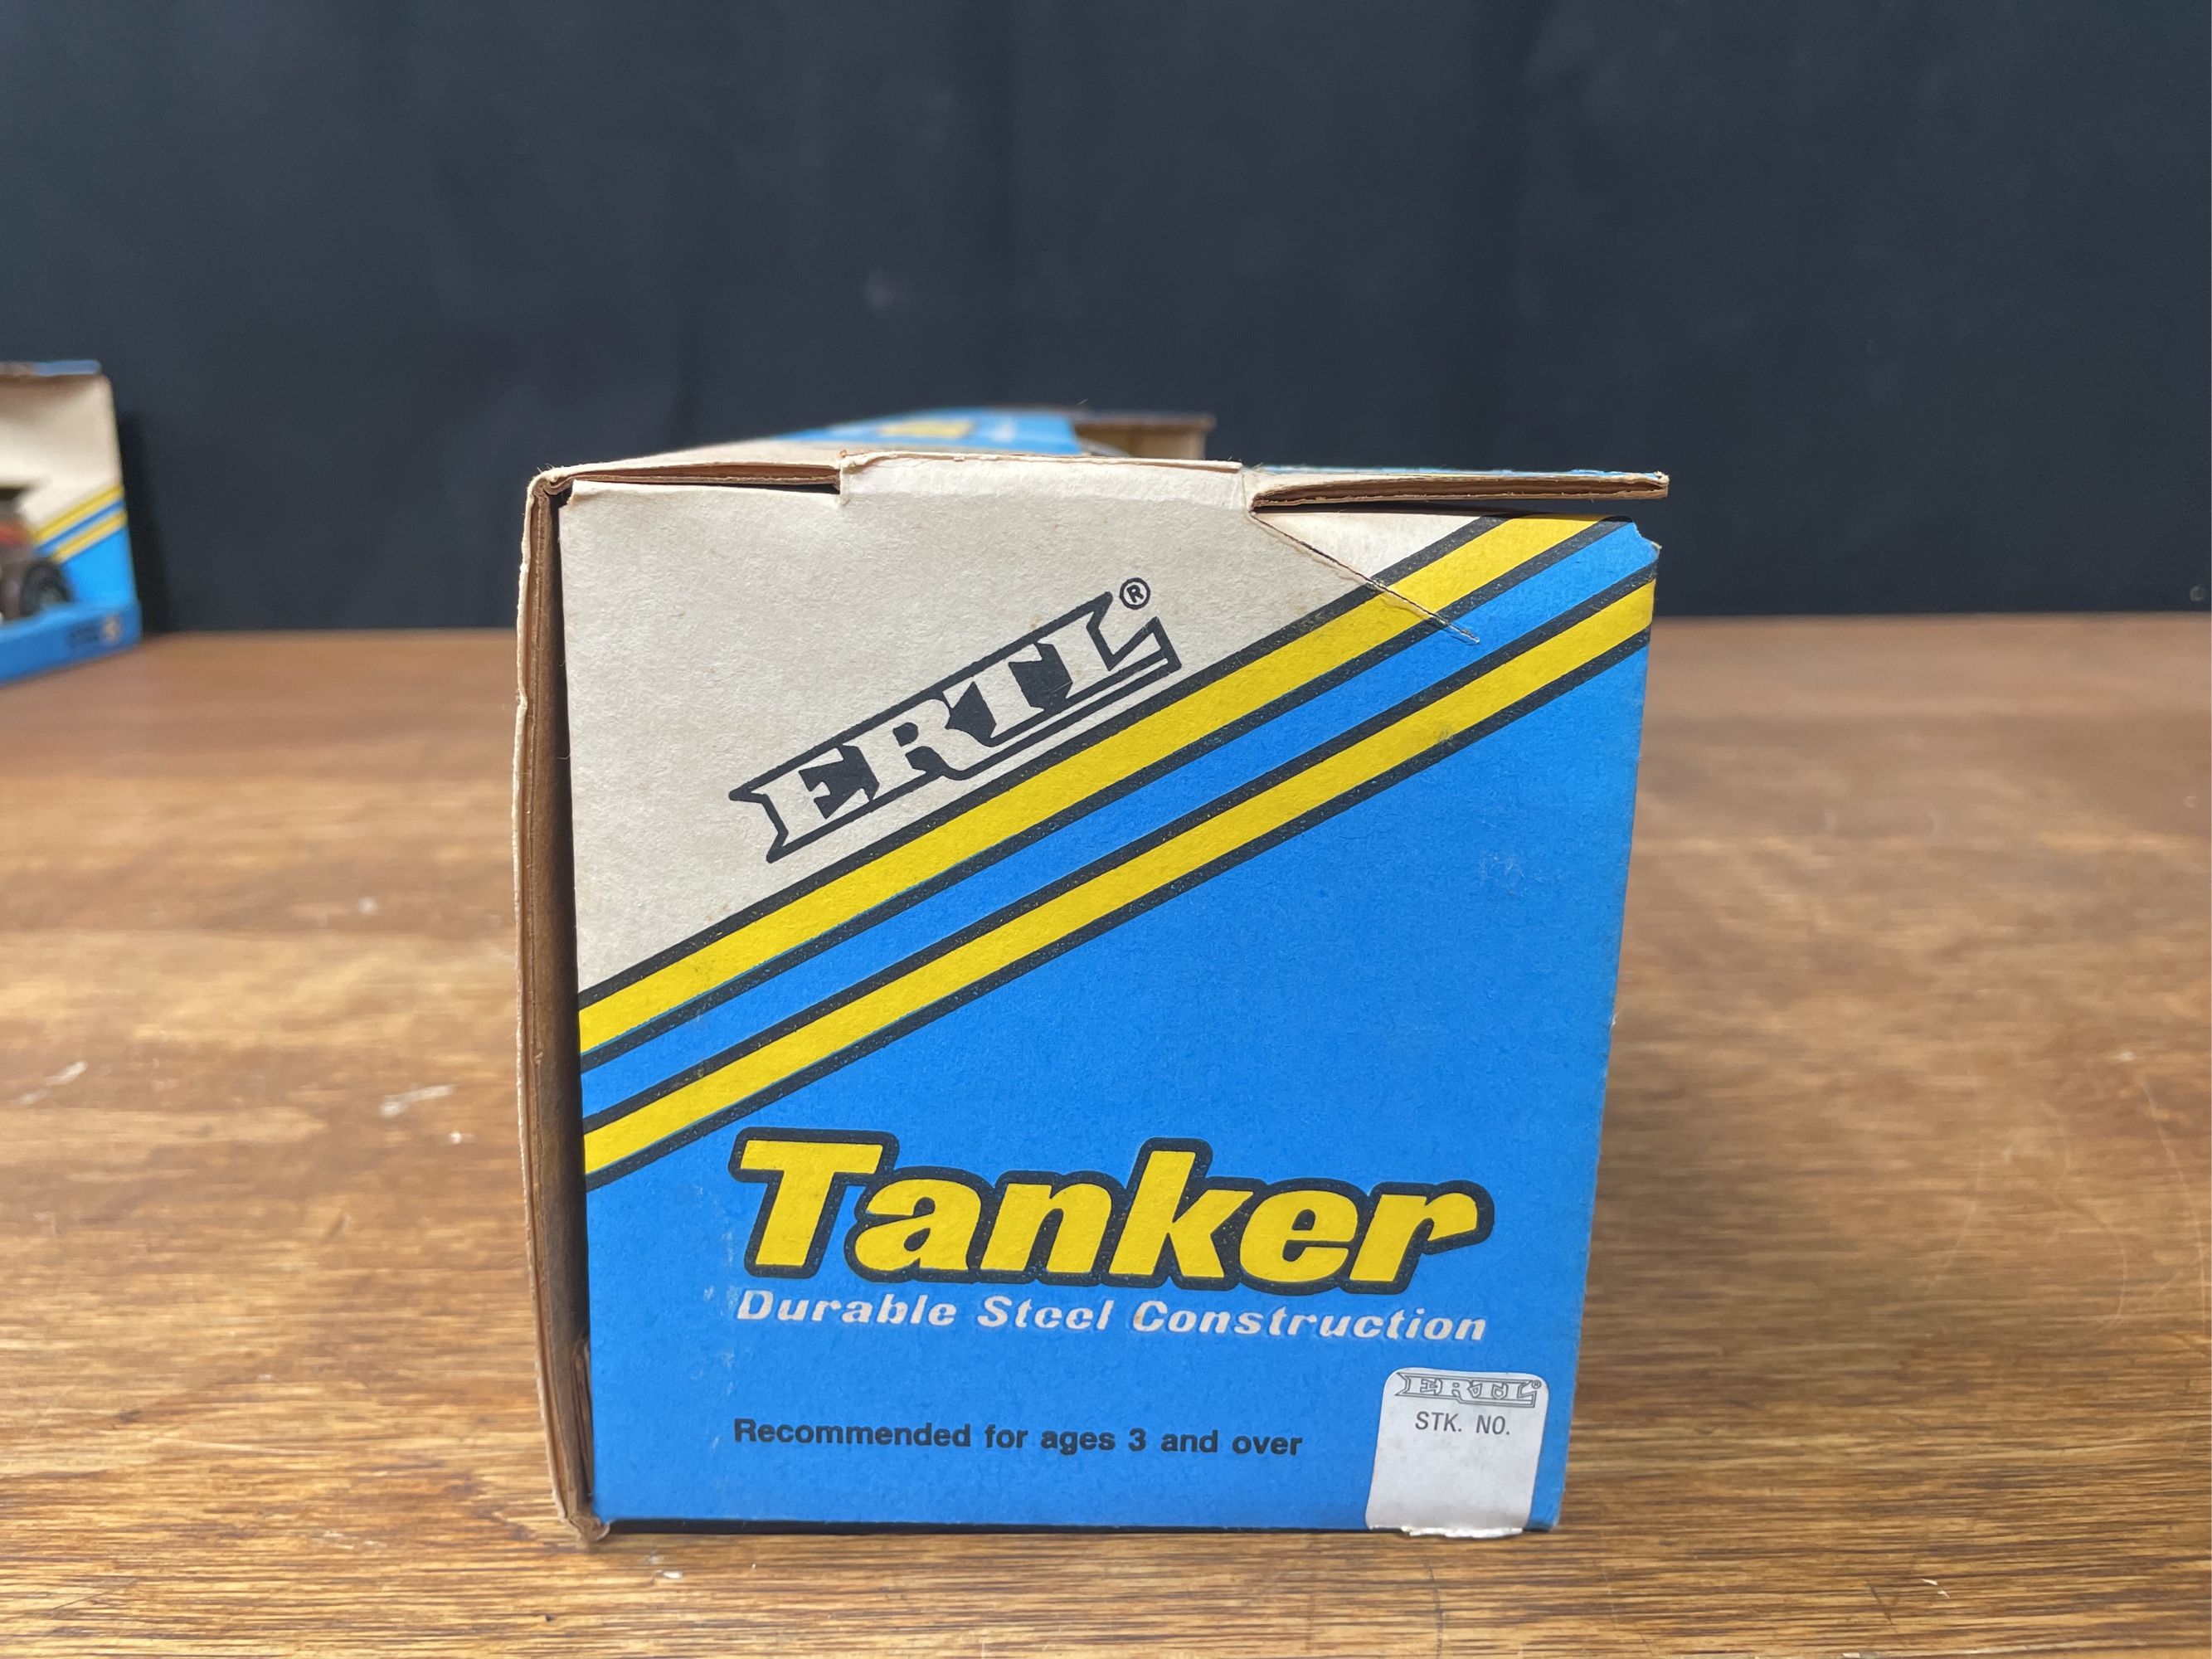 ERTL®
Tanker
Durable Steel Construction
Recommended for ages 3 and over
ERTL®
STK. NO.